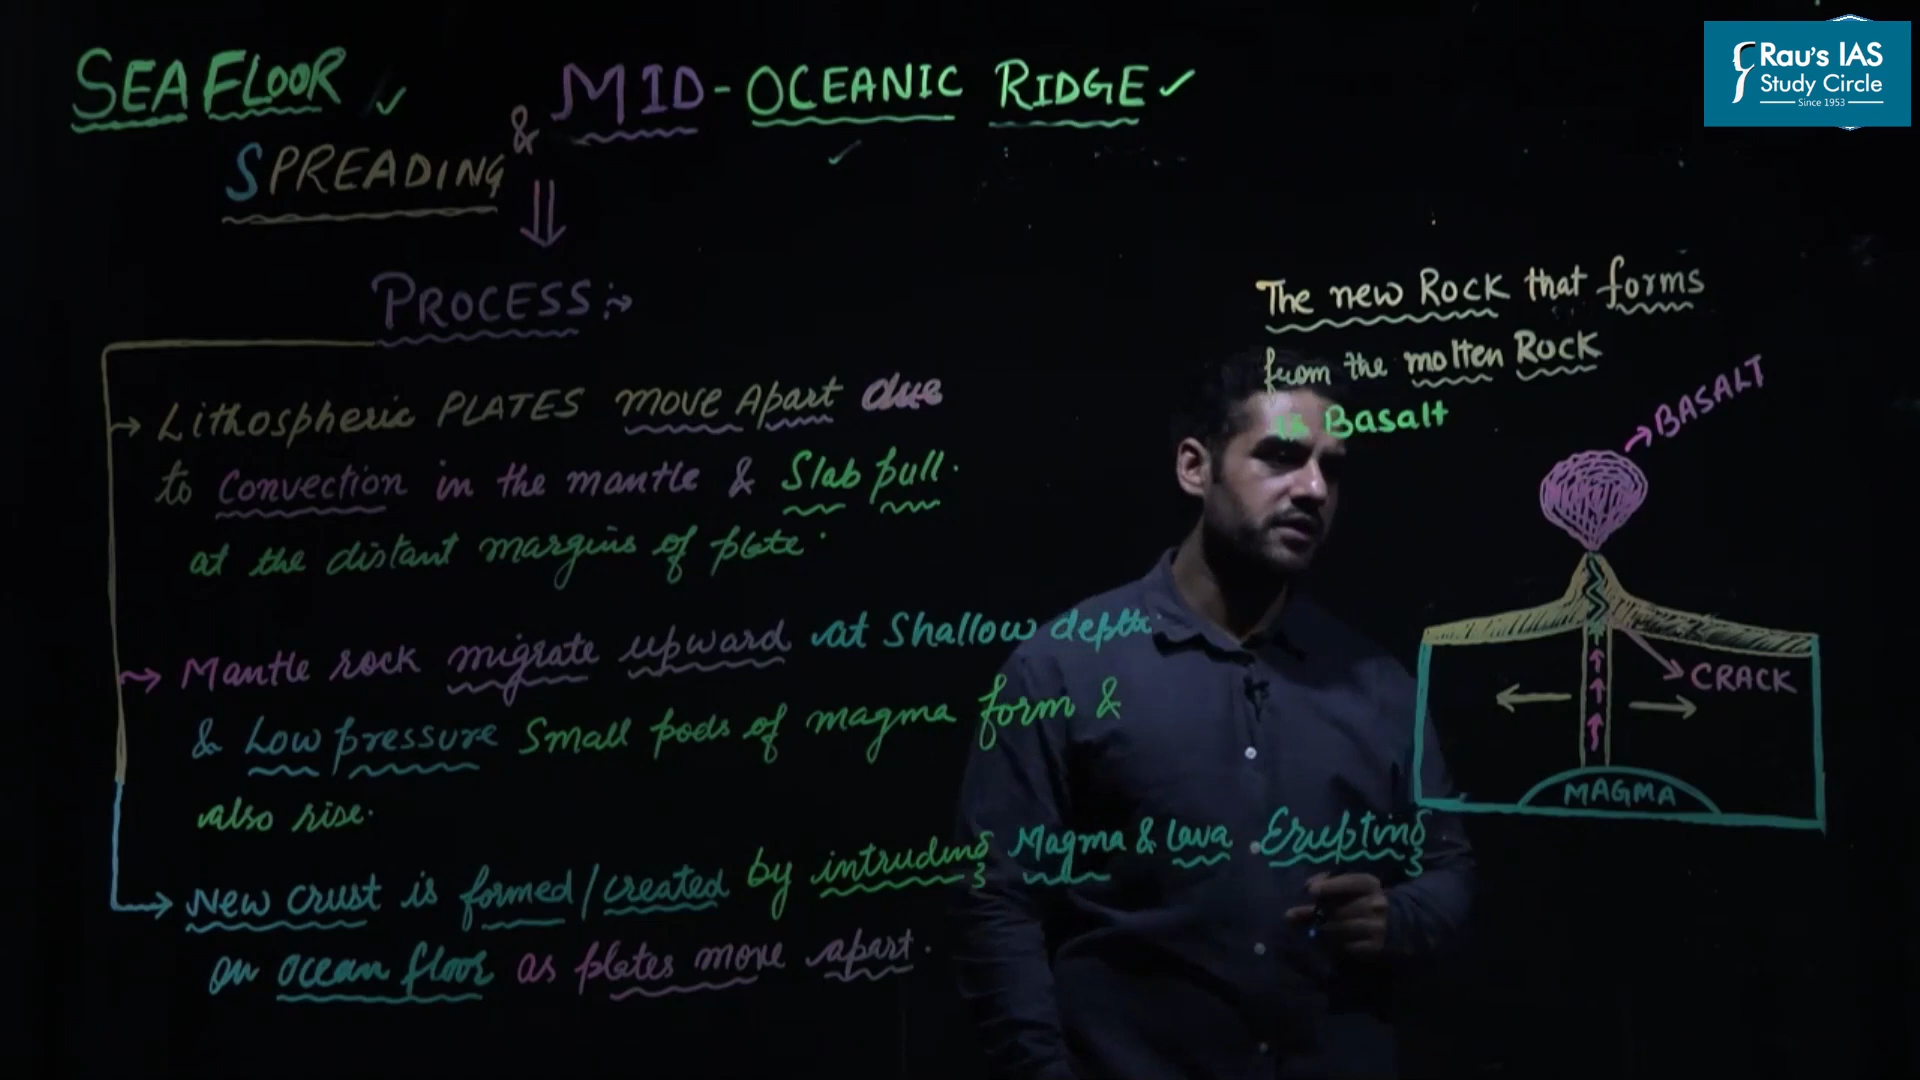 SEA FLOOR
SPREADING
&
MID-OCEANIC RIDGE
PROCESS:→
→ Lithospheric PLATES move Apart due
to Convection in the mantle & Slab pull.
at the distant margins of plate.
→ Mantle rock migrate upward at Shallow depth
& Low pressure Small pods of magma form &
also rise.
→ New crust is formed/created by intruding Magma & lava Erupting
on ocean floor as plates move apart.
The new Rock that forms
from the molten Rock
is Basalt
→ BASALT
CRACK
MAGMA
Rau's IAS
Study Circle
Since 1953